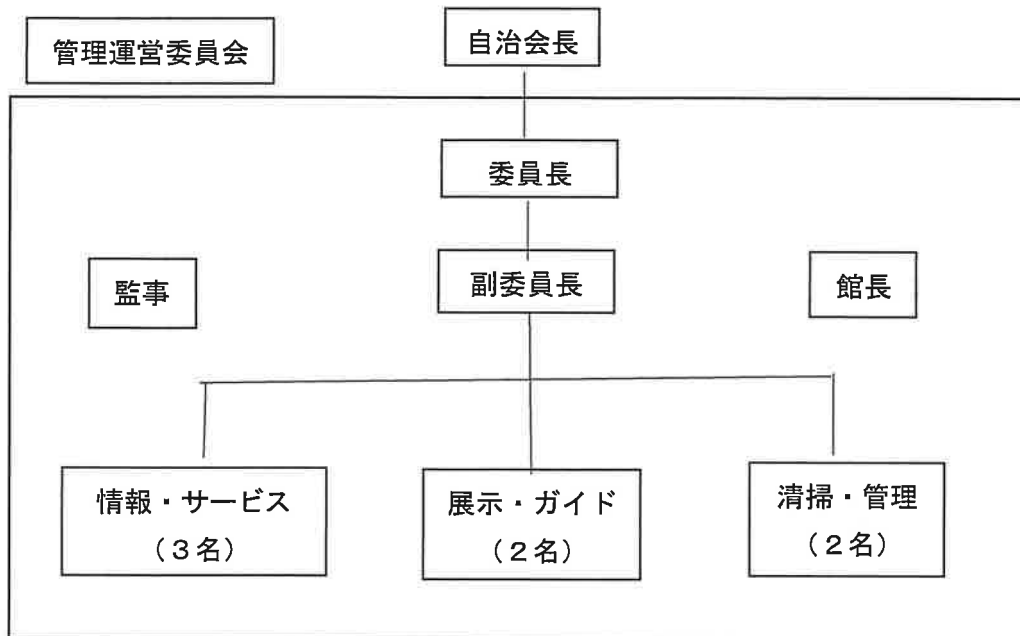 管理運営委員会
自治会長
委員長
監事
副委員長
館長
情報・サービス
（３名）
展示・ガイド
（２名）
清掃・管理
（２名）